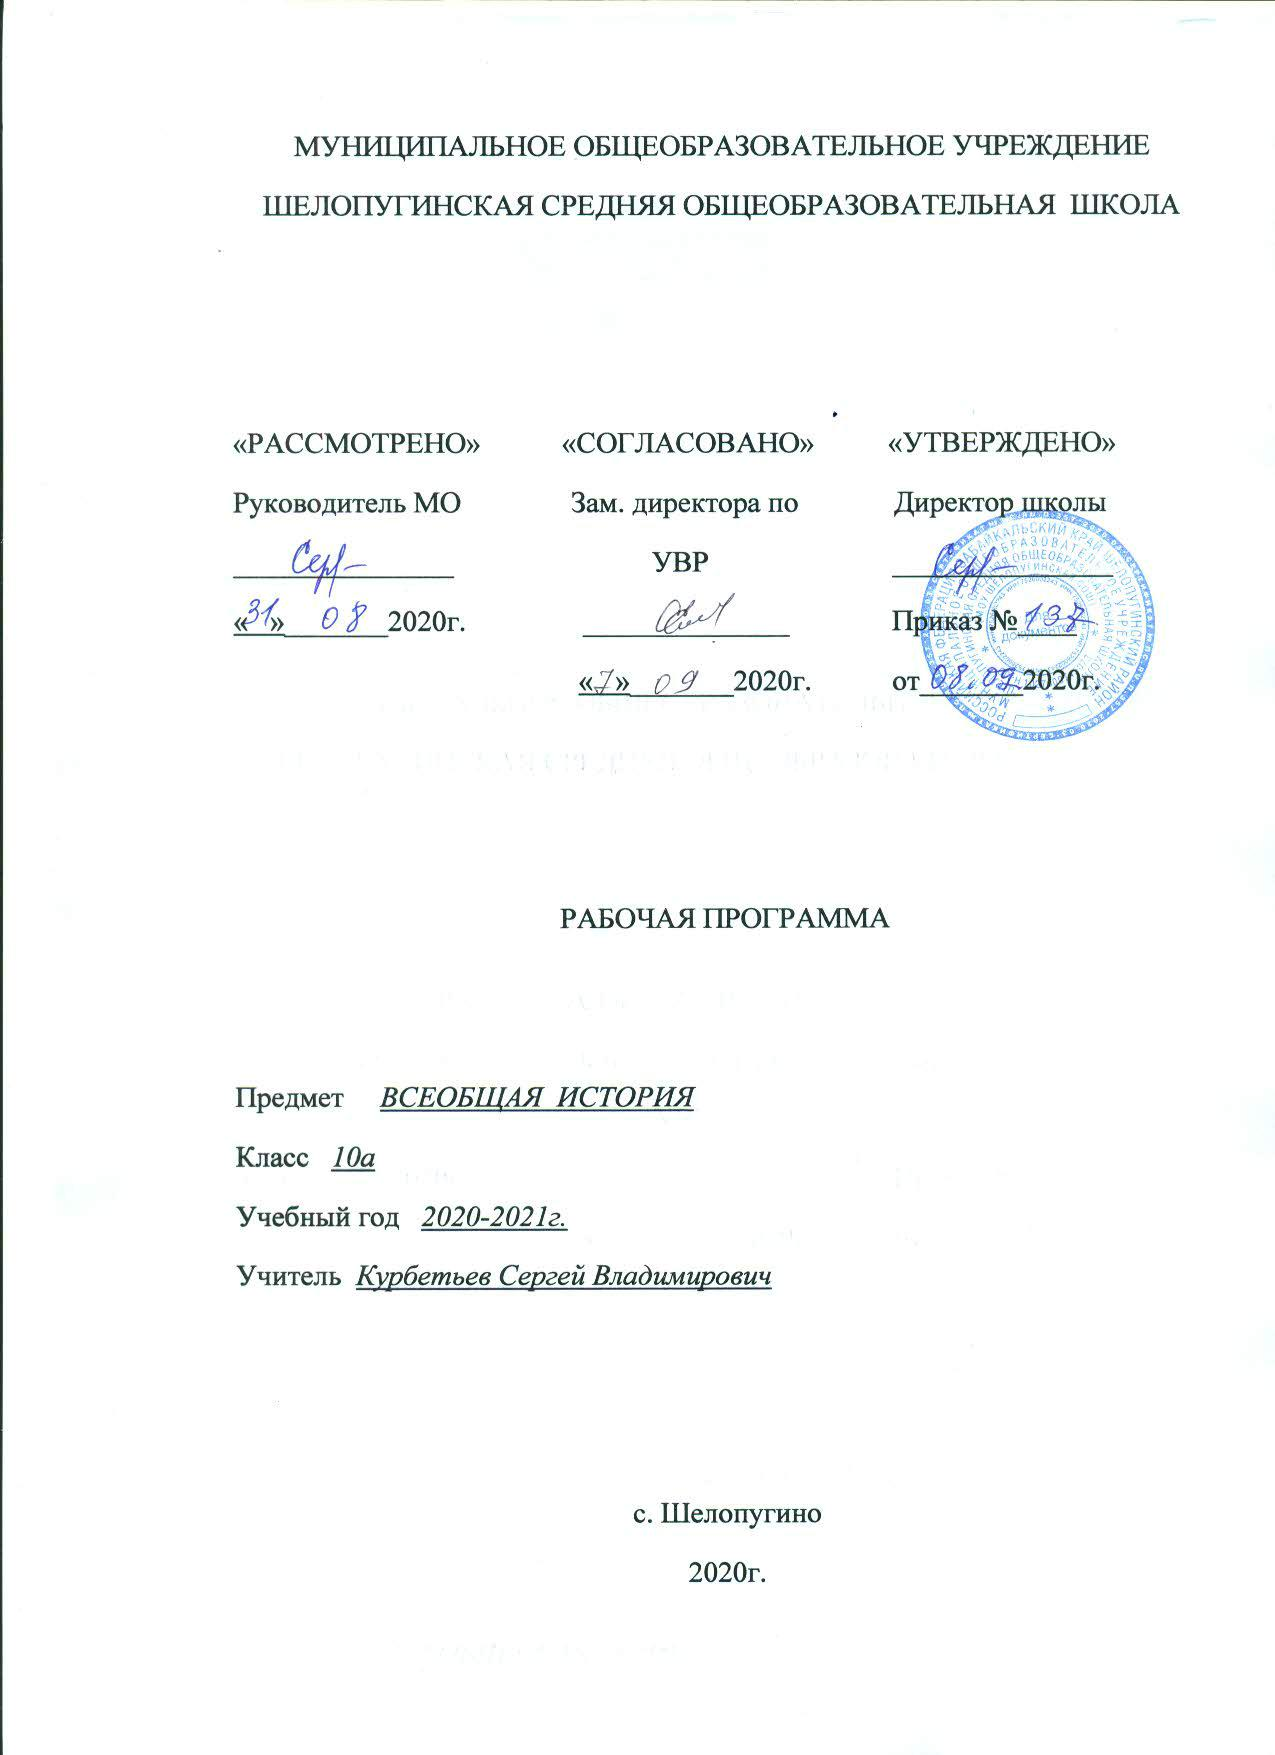 МУНИЦИПАЛЬНОЕ ОБЩЕОБРАЗОВАТЕЛЬНОЕ УЧРЕЖДЕНИЕ
ШЕЛОПУГИНСКАЯ СРЕДНЯЯ ОБЩЕОБРАЗОВАТЕЛЬНАЯ ШКОЛА
«РАССМОТРЕНО» «СОГЛАСОВАНО» «УТВЕРЖДЕНО»
Руководитель МО Зам. директора по Директор школы
УВР
«31» 08 2020г. Приказ № 137
«7» 09 2020г. от 08.09 2020г.
РАБОЧАЯ ПРОГРАММА
Предмет ВСЕОБЩАЯ ИСТОРИЯ
Класс 10а
Учебный год 2020-2021г.
Учитель Курбетьев Сергей Владимирович
с. Шелопугино
2020г.